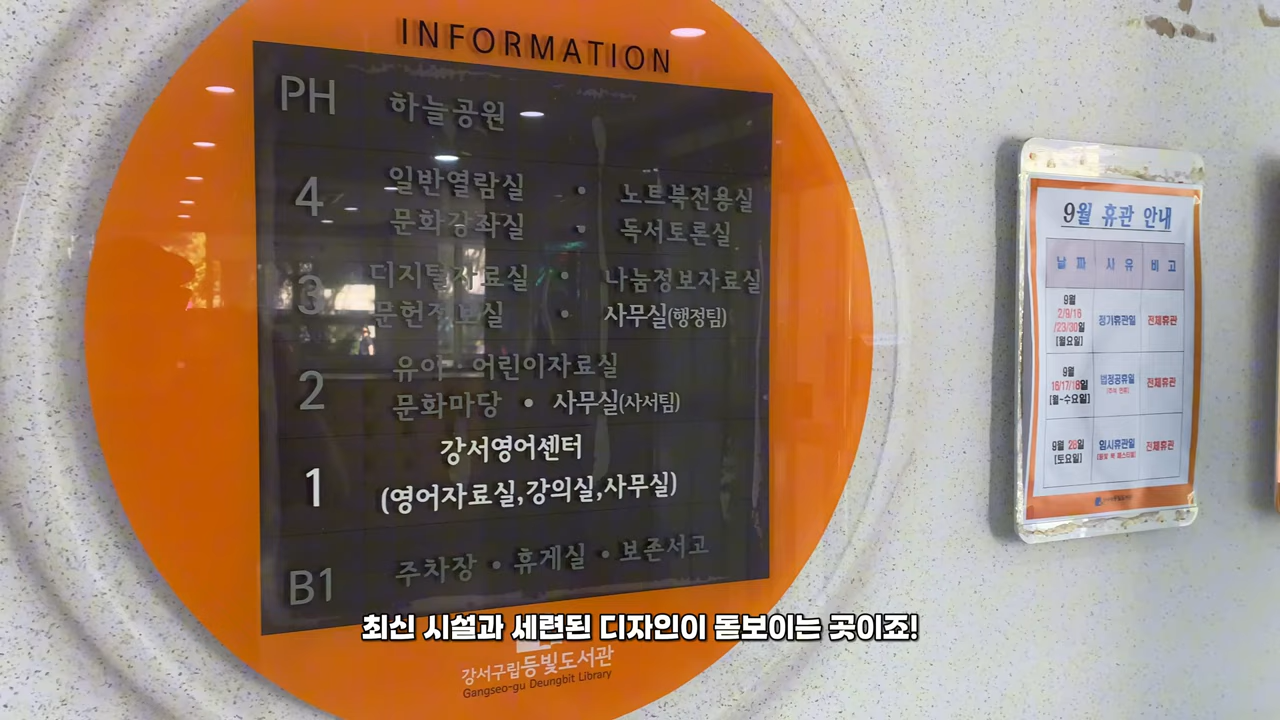 INFORMATION
PH 하늘공원
4 일반열람실 • 노트북전용실
문화강좌실 • 독서토론실
3 디지털자료실 • 나눔정보자료실
문헌정보실 • 사무실(행정팀)
2 유아·어린이자료실
문화마당 • 사무실(사서팀)
1 강서영어센터
(영어자료실,강의실,사무실)
B1 주차장 • 휴게실 • 보존서고
강서구립등빛도서관
Gangseo-gu Deungbit Library
9월 휴관 안내
날 짜 사 유 비 고
9월
2/9/16
/23/30일
[월요일]
정기휴관일 전체휴관
9월
16/17/18일
[월~수요일]
법정공휴일
전체휴관
9월 28일
[토요일]
임시휴관일
전체휴관
최신 시설과 세련된 디자인이 돋보이는 곳이죠!